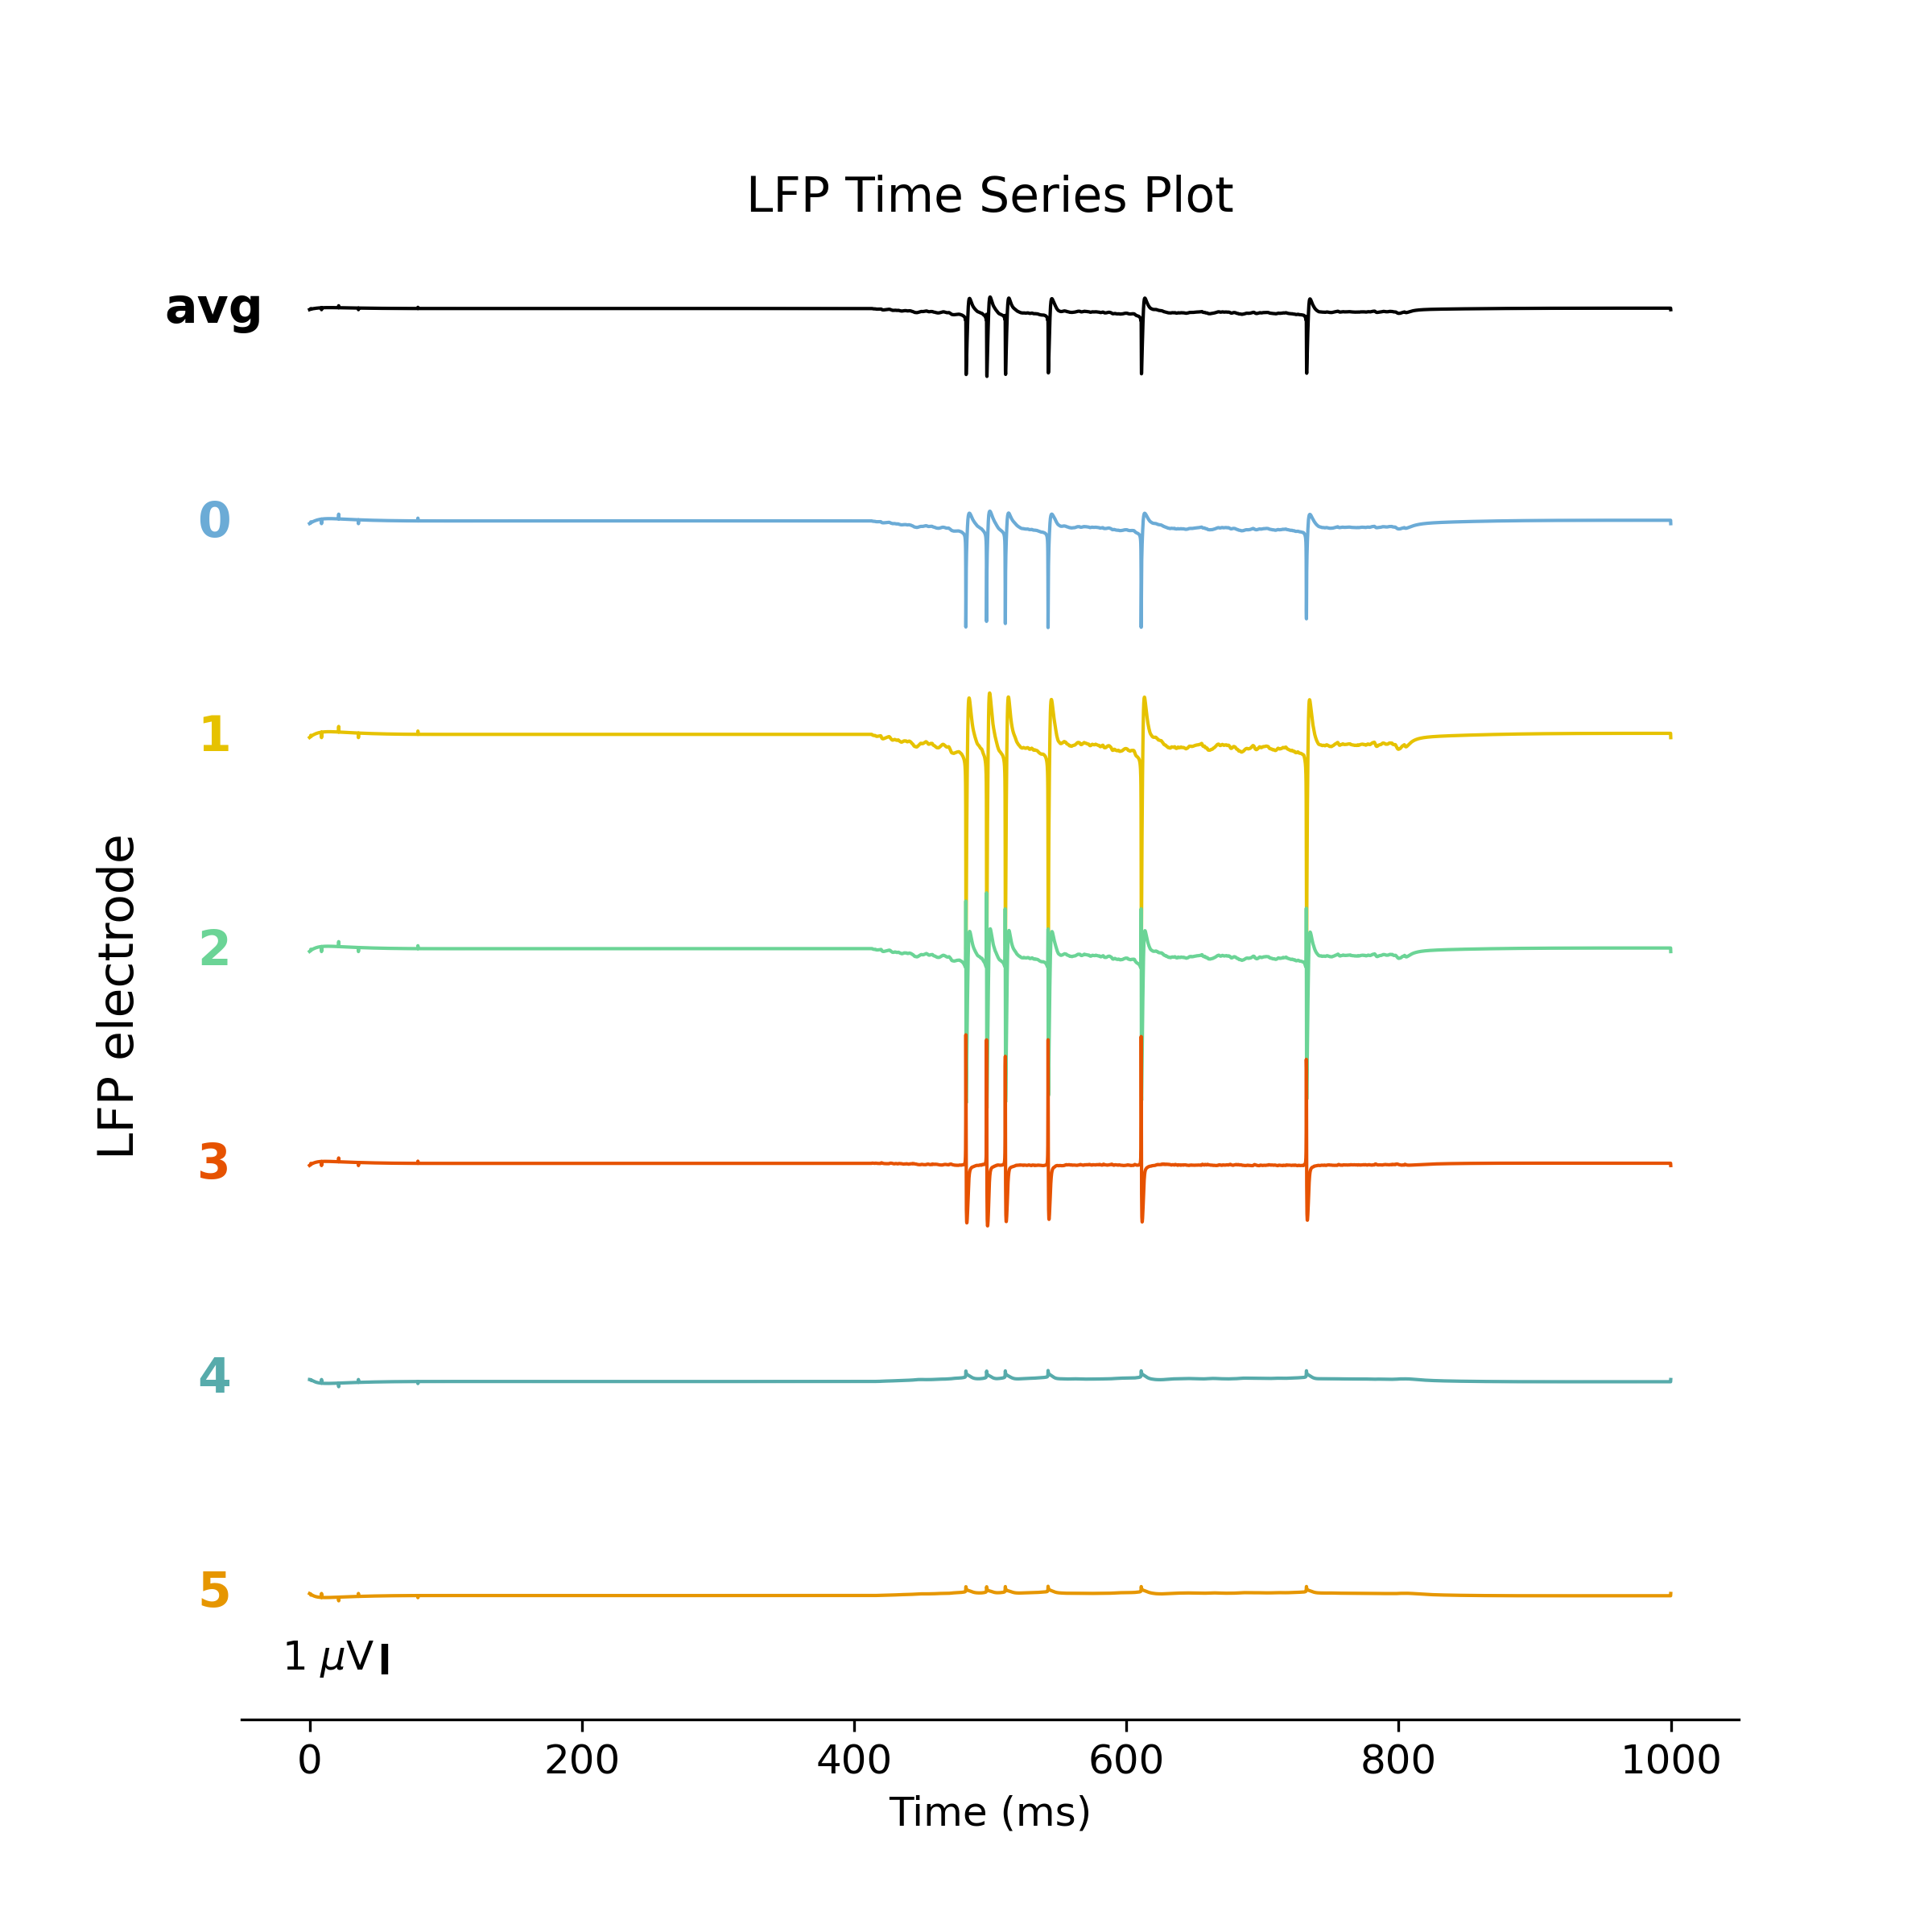 LFP Time Series Plot
avg
0
1
2
LFP electrode
3
4
5
1 μV
0 200 400 600 800 1000
Time (ms)